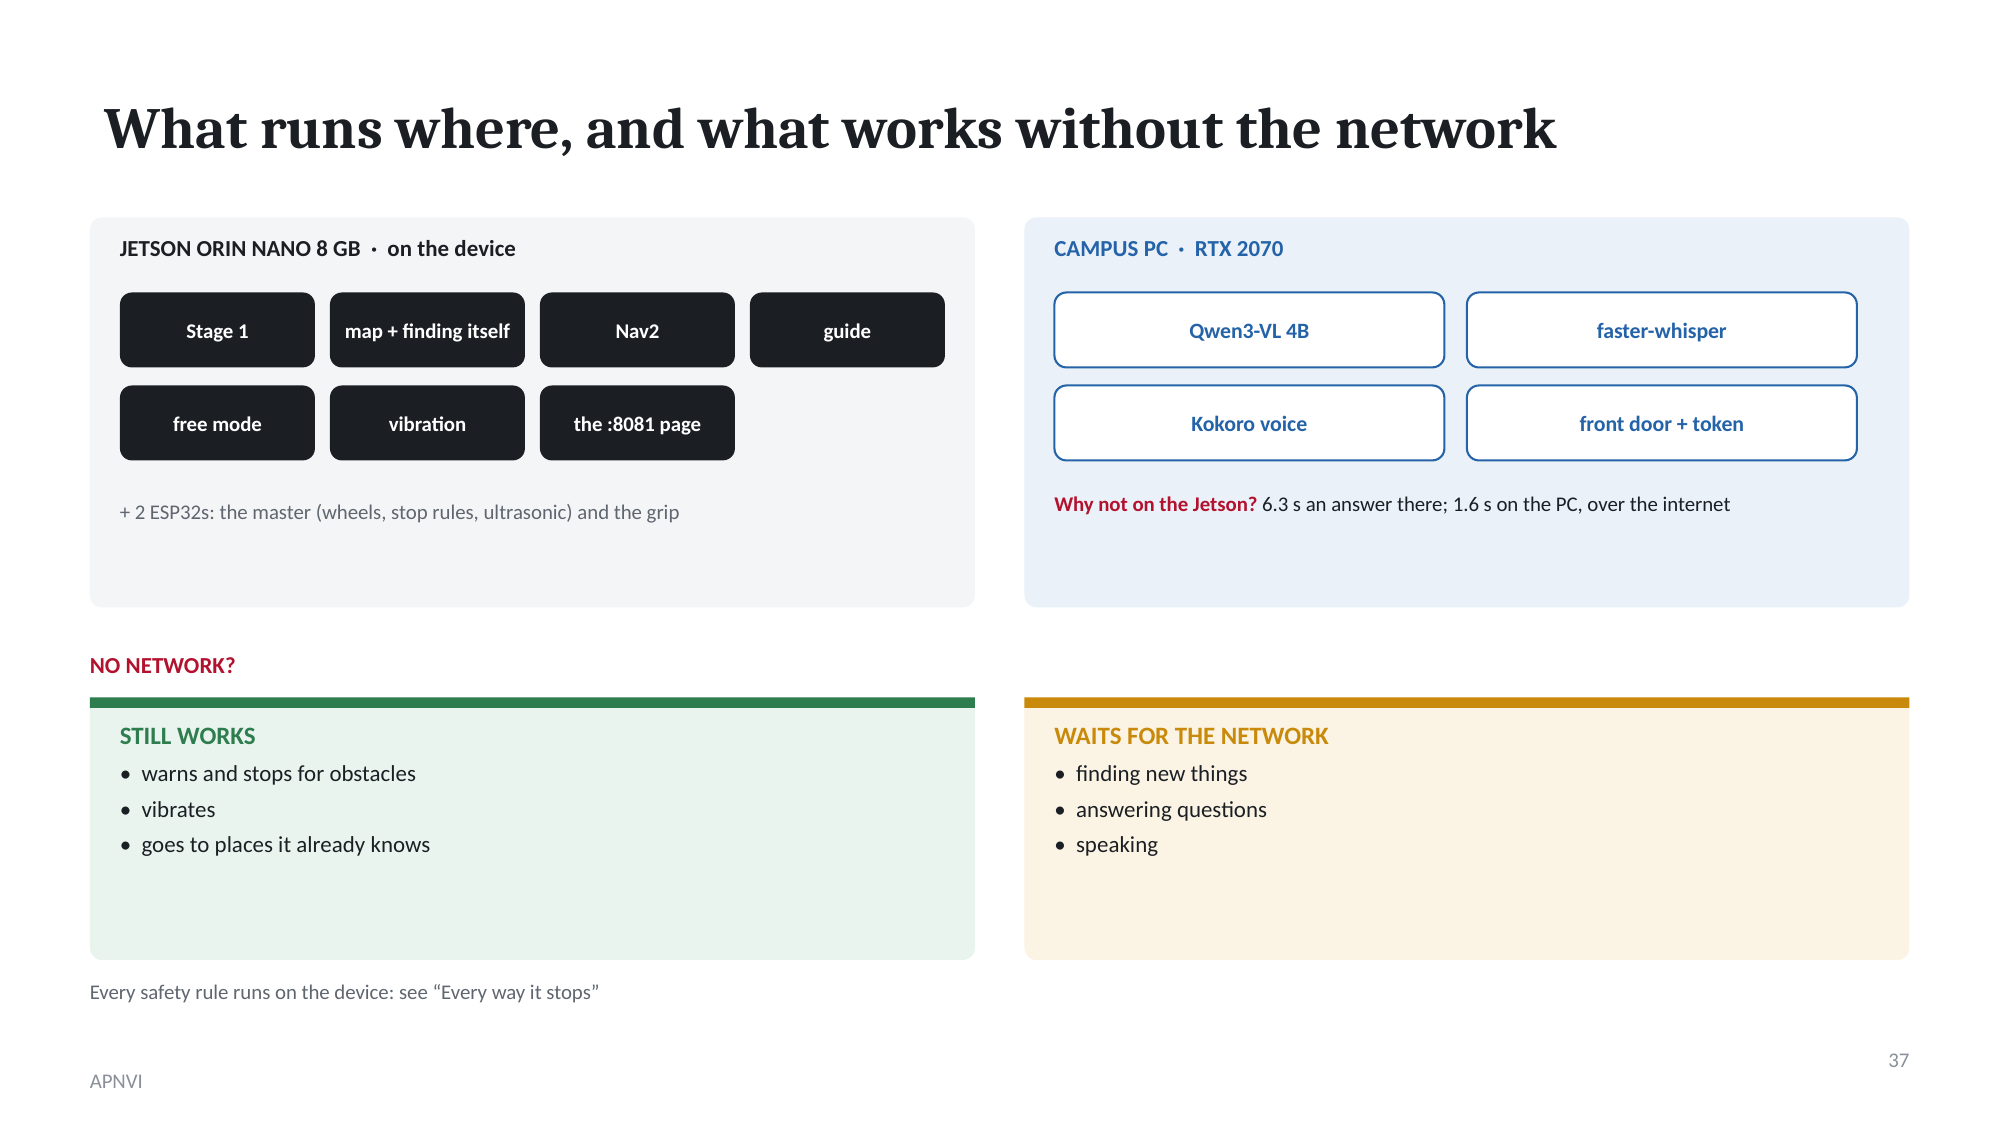 What runs where, and what works without the network
JETSON ORIN NANO 8 GB · on the device
Stage 1
map + finding itself
Nav2
guide
free mode
vibration
the :8081 page
+ 2 ESP32s: the master (wheels, stop rules, ultrasonic) and the grip
CAMPUS PC · RTX 2070
Qwen3-VL 4B
faster-whisper
Kokoro voice
front door + token
Why not on the Jetson? 6.3 s an answer there; 1.6 s on the PC, over the internet
NO NETWORK?
STILL WORKS
• warns and stops for obstacles
• vibrates
• goes to places it already knows
WAITS FOR THE NETWORK
• finding new things
• answering questions
• speaking
Every safety rule runs on the device: see “Every way it stops”
37
APNVI